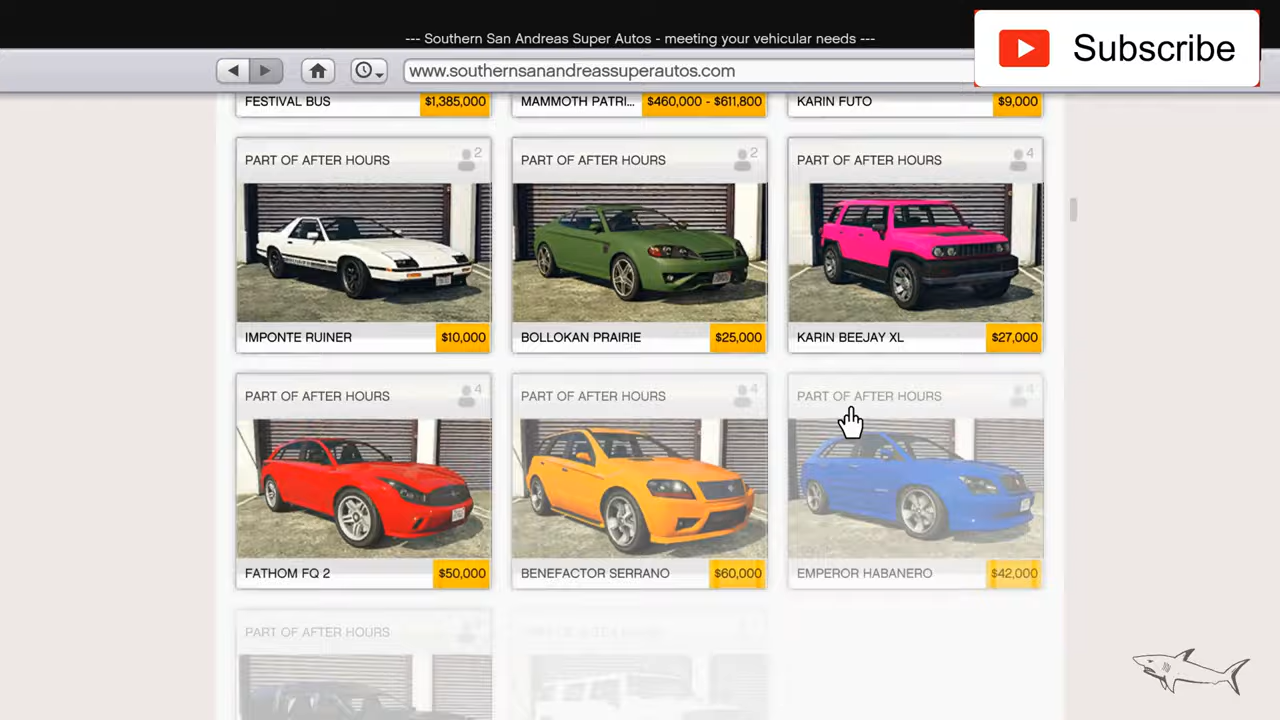 --- Southern San Andreas Super Autos - meeting your vehicular needs ---
Subscribe
www.southernsanandreassuperautos.com
FESTIVAL BUS $1,385,000
MAMMOTH PATRI... $460,000 - $611,800
KARIN FUTO $9,000
PART OF AFTER HOURS 2
PART OF AFTER HOURS 2
PART OF AFTER HOURS 4
IMPONTE RUINER $10,000
BOLLOKAN PRAIRIE $25,000
KARIN BEEJAY XL $27,000
PART OF AFTER HOURS 4
PART OF AFTER HOURS 4
PART OF AFTER HOURS 4
FATHOM FQ 2 $50,000
BENEFACTOR SERRANO $60,000
EMPEROR HABANERO $42,000
PART OF AFTER HOURS
PART OF AFTER HOURS